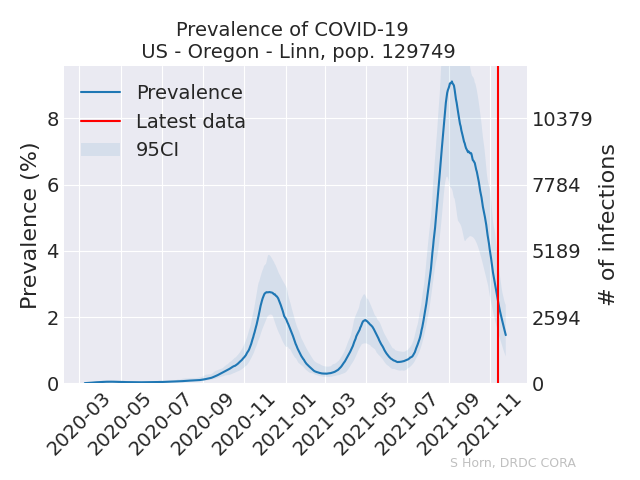 Prevalence of COVID-19
US - Oregon - Linn, pop. 129749
Prevalence
Latest data
95CI
Prevalence (%)
8
6
4
2
0
10379
7784
5189
2594
0
# of infections
2020-03
2020-05
2020-07
2020-09
2020-11
2021-01
2021-03
2021-05
2021-07
2021-09
2021-11
S Horn, DRDC CORA